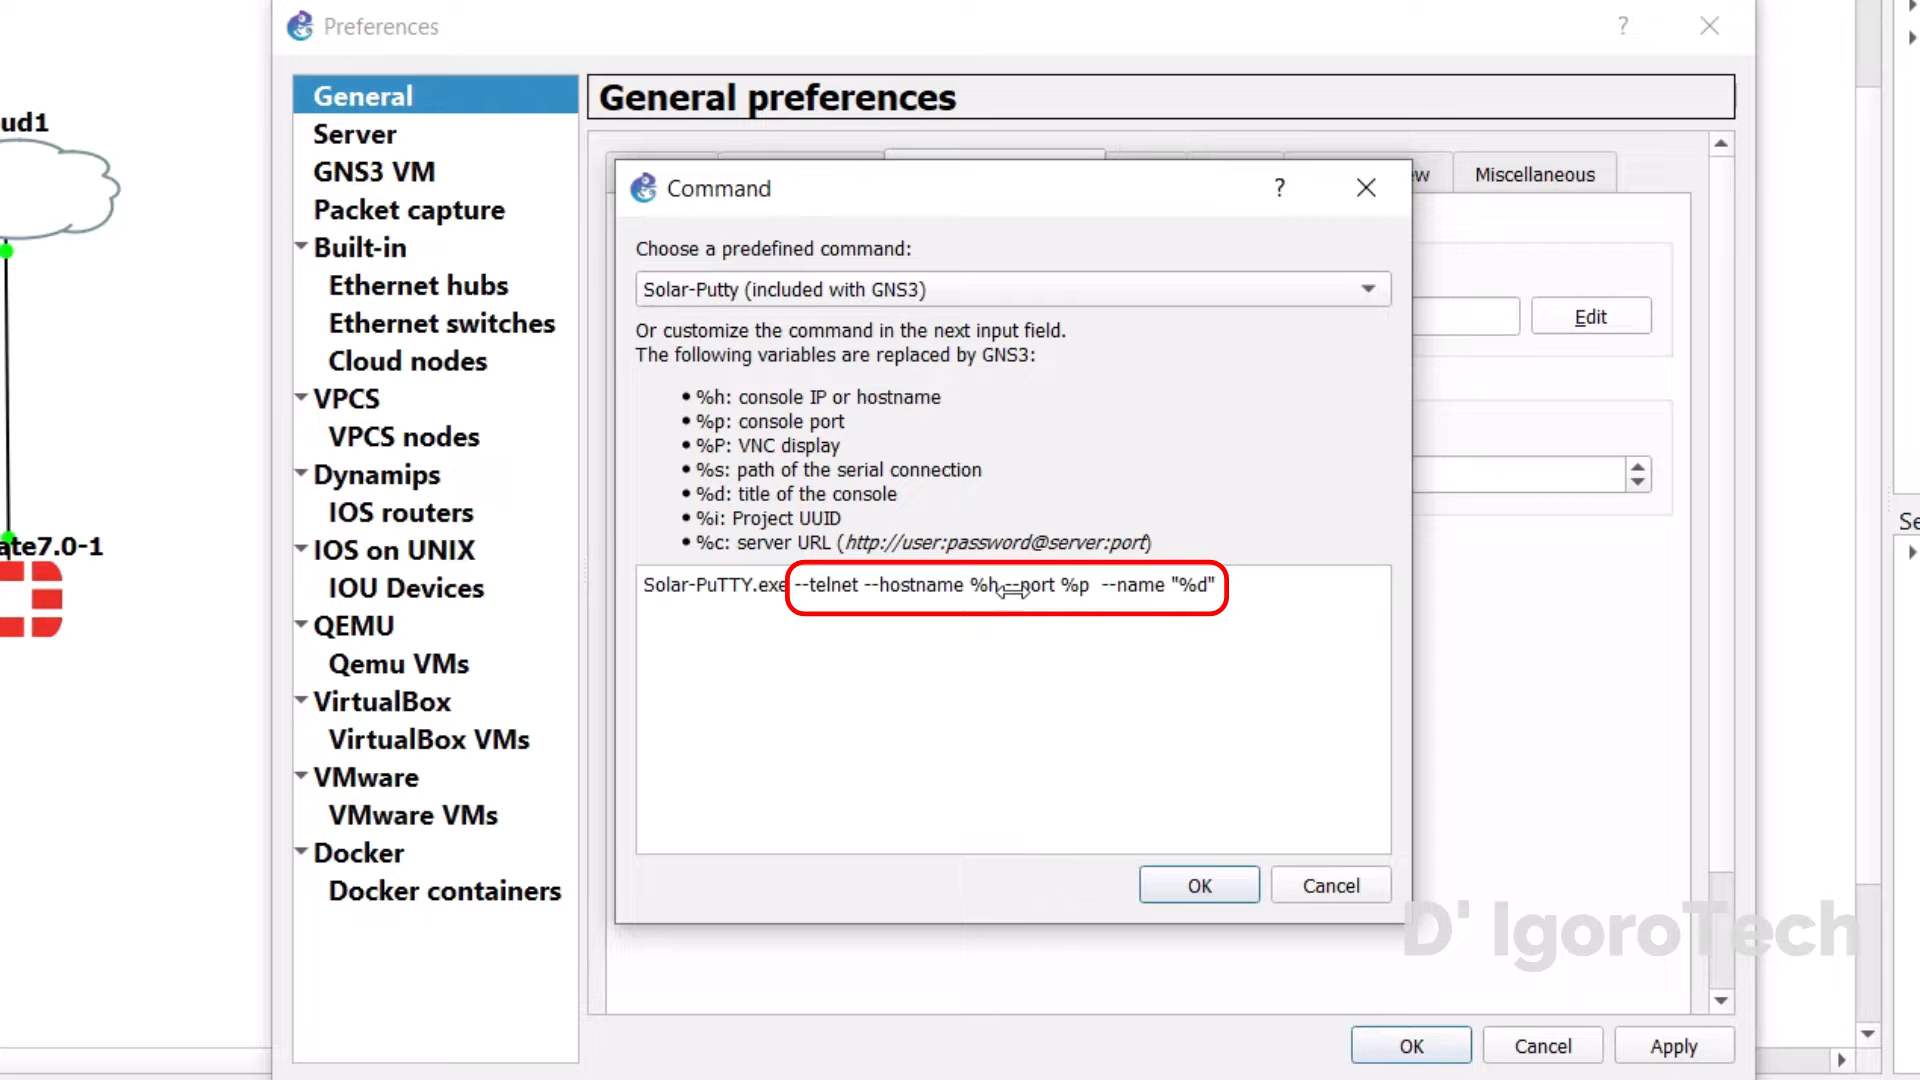 Preferences
?
General
Server
GNS3 VM
Packet capture
Built-in
Ethernet hubs
Ethernet switches
Cloud nodes
VPCS
VPCS nodes
Dynamips
IOS routers
IOS on UNIX
IOU Devices
QEMU
Qemu VMs
VirtualBox
VirtualBox VMs
VMware
VMware VMs
Docker
Docker containers
General preferences
Miscellaneous
ew
Edit
Command
?
Choose a predefined command:
Solar-Putty (included with GNS3)
Or customize the command in the next input field.
The following variables are replaced by GNS3:
• %h: console IP or hostname
• %p: console port
• %P: VNC display
• %s: path of the serial connection
• %d: title of the console
• %i: Project UUID
• %c: server URL (http://user:password@server:port)
Solar-PuTTY.exe --telnet --hostname %h --port %p  --name "%d"
OK
Cancel
OK
Cancel
Apply
ud1
ate7.0-1
Se
D' IgoroTech